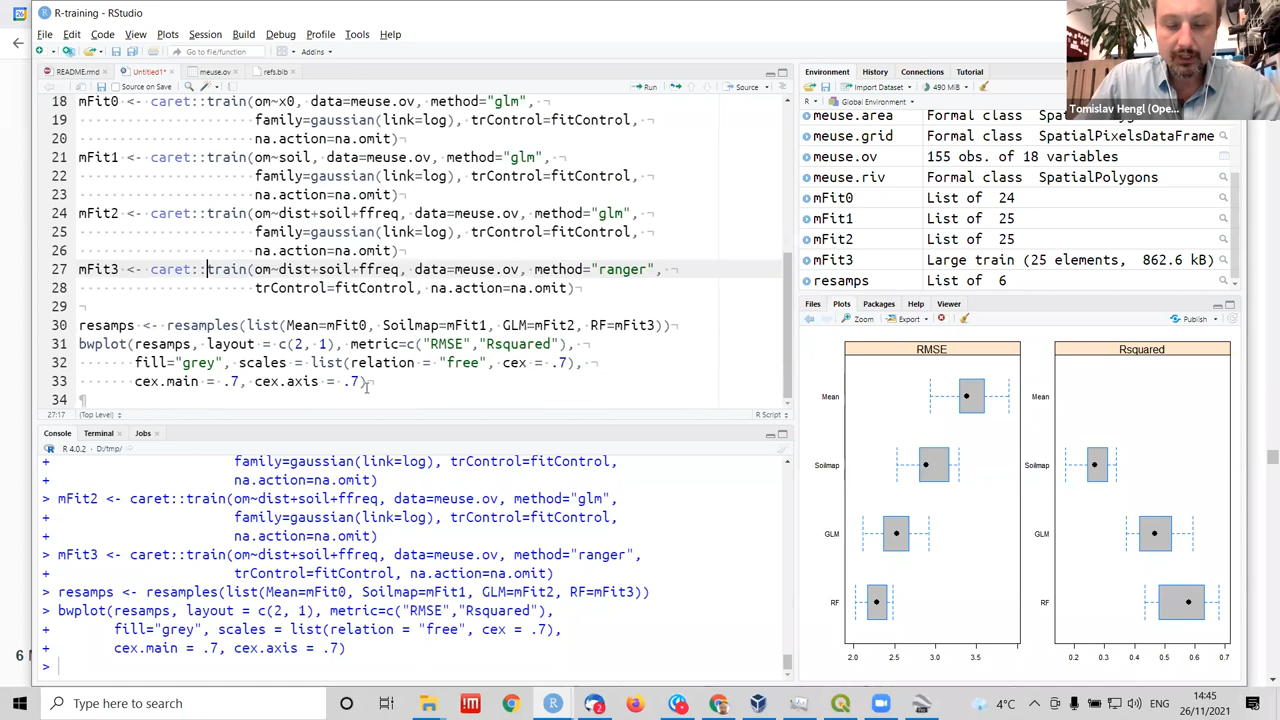 R-training - RStudio
File Edit Code View Plots Session Build Debug Profile Tools Help
Go to file/function Addins
README.rmd Untitled1* meuse.ov refs.bib
Source on Save Run Source
18 mFit0 <- caret::train(om~x0, data=meuse.ov, method="glm",
19 family=gaussian(link=log), trControl=fitControl,
20 na.action=na.omit)
21 mFit1 <- caret::train(om~soil, data=meuse.ov, method="glm",
22 family=gaussian(link=log), trControl=fitControl,
23 na.action=na.omit)
24 mFit2 <- caret::train(om~dist+soil+ffreq, data=meuse.ov, method="glm",
25 family=gaussian(link=log), trControl=fitControl,
26 na.action=na.omit)
27 mFit3 <- caret::train(om~dist+soil+ffreq, data=meuse.ov, method="ranger",
28 trControl=fitControl, na.action=na.omit)
29
30 resamps <- resamples(list(Mean=mFit0, Soilmap=mFit1, GLM=mFit2, RF=mFit3))
31 bwplot(resamps, layout = c(2, 1), metric=c("RMSE","Rsquared"),
32 fill="grey", scales = list(relation = "free", cex = .7),
33 cex.main = .7, cex.axis = .7)
34
27:17 (Top Level) R Script
Console Terminal Jobs
R 4.0.2 · D:/tmp/
+ family=gaussian(link=log), trControl=fitControl,
+ na.action=na.omit)
> mFit2 <- caret::train(om~dist+soil+ffreq, data=meuse.ov, method="glm",
+ family=gaussian(link=log), trControl=fitControl,
+ na.action=na.omit)
> mFit3 <- caret::train(om~dist+soil+ffreq, data=meuse.ov, method="ranger",
+ trControl=fitControl, na.action=na.omit)
> resamps <- resamples(list(Mean=mFit0, Soilmap=mFit1, GLM=mFit2, RF=mFit3))
> bwplot(resamps, layout = c(2, 1), metric=c("RMSE","Rsquared"),
+ fill="grey", scales = list(relation = "free", cex = .7),
+ cex.main = .7, cex.axis = .7)
>
Environment History Connections Tutorial
Import Dataset 490 MiB
R Global Environment
meuse.area Formal class SpatialPolygons
meuse.grid Formal class SpatialPixelsDataFrame
meuse.ov 155 obs. of 18 variables
meuse.riv Formal class SpatialPolygons
mFit0 List of 24
mFit1 List of 25
mFit2 List of 25
mFit3 Large train (25 elements, 862.6 kB)
resamps List of 6
Files Plots Packages Help Viewer
Zoom Export Publish
RMSE Rsquared
Mean Mean
Soilmap Soilmap
GLM GLM
RF RF
2.0 2.5 3.0 3.5 0.2 0.3 0.4 0.5 0.6 0.7
Tomislav Hengl (Ope...
Type here to search
4°C ENG 14:45
26/11/2021